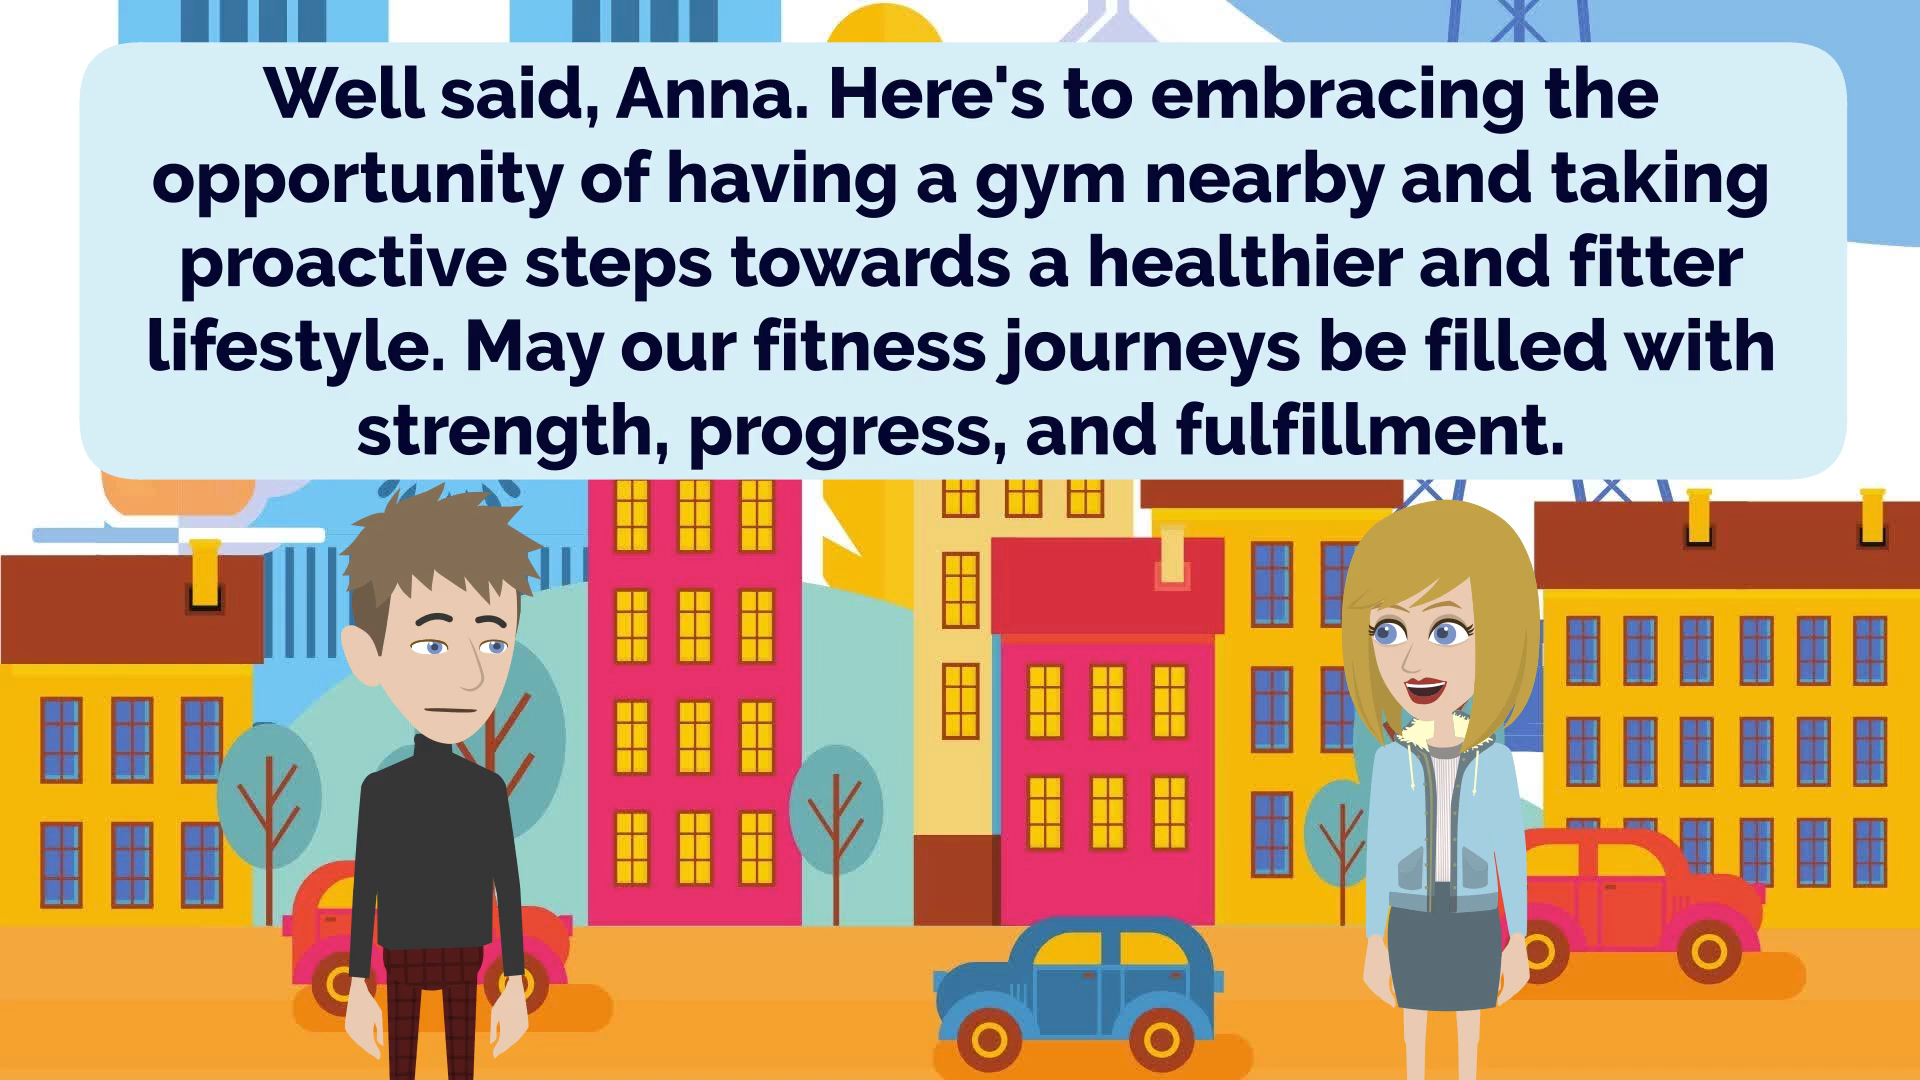 Well said, Anna. Here's to embracing the
opportunity of having a gym nearby and taking
proactive steps towards a healthier and fitter
lifestyle. May our fitness journeys be filled with
strength, progress, and fulfillment.